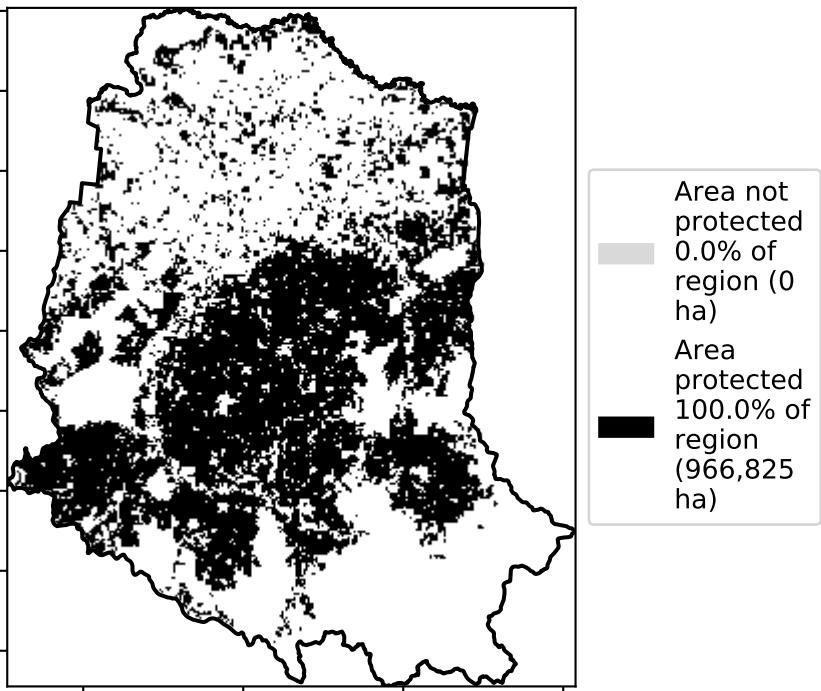 Area not
protected
0.0% of
region (0
ha)
Area
protected
100.0% of
region
(966,825
ha)